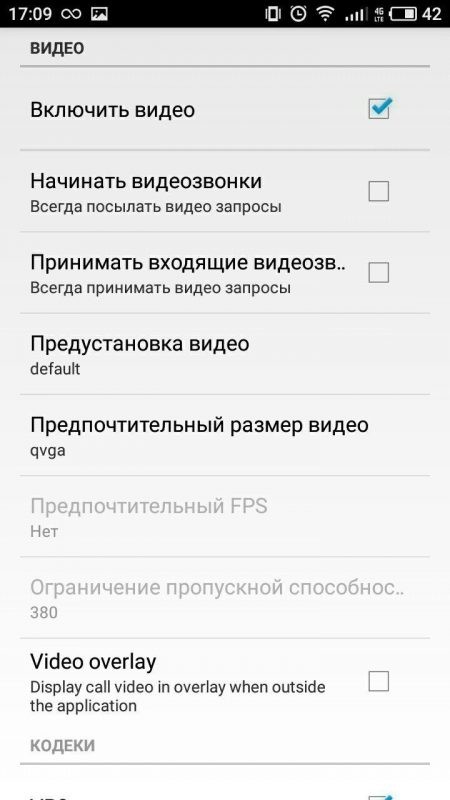 17:09
4G
LTE
42
ВИДЕО
Включить видео
Начинать видеозвонки
Всегда посылать видео запросы
Принимать входящие видеозв..
Всегда принимать видео запросы
Предустановка видео
default
Предпочтительный размер видео
qvga
Предпочтительный FPS
Нет
Ограничение пропускной способнос..
380
Video overlay
Display call video in overlay when outside
the application
КОДЕКИ